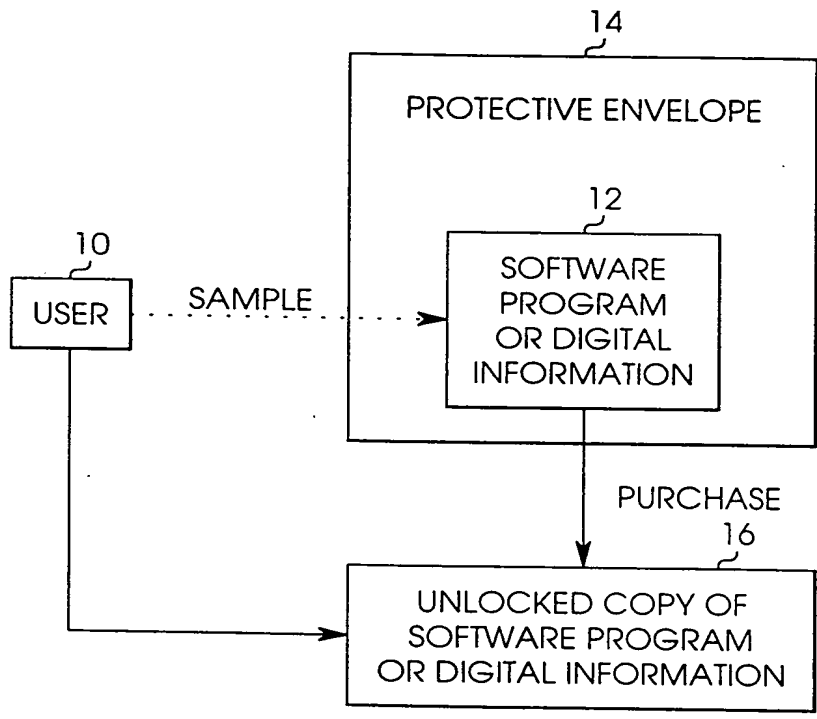 14
PROTECTIVE ENVELOPE
12
SOFTWARE
PROGRAM
OR DIGITAL
INFORMATION
10
USER
SAMPLE
PURCHASE
16
UNLOCKED COPY OF
SOFTWARE PROGRAM
OR DIGITAL INFORMATION